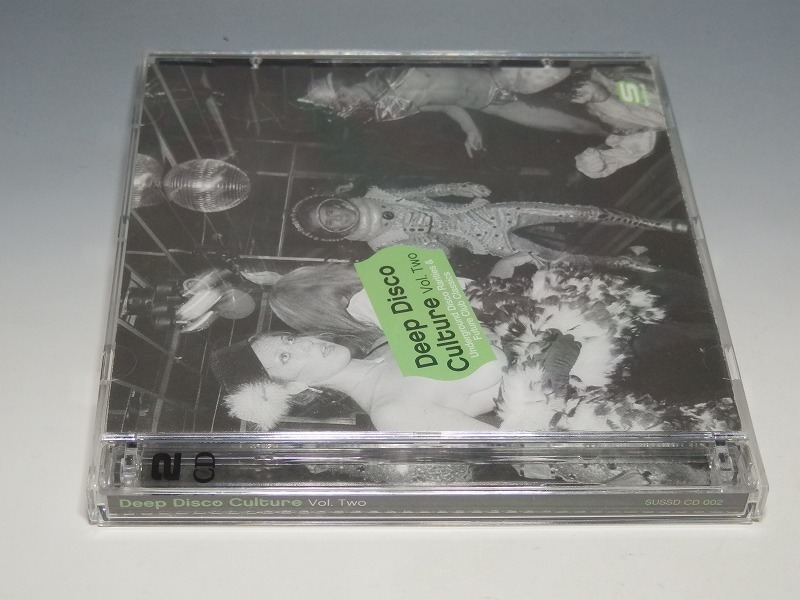 Deep Disco
Culture Vol. Two
Underground Disco Rarities &
Future Club Classics
2
CD
Deep Disco Culture Vol. Two
SUSSD CD 002